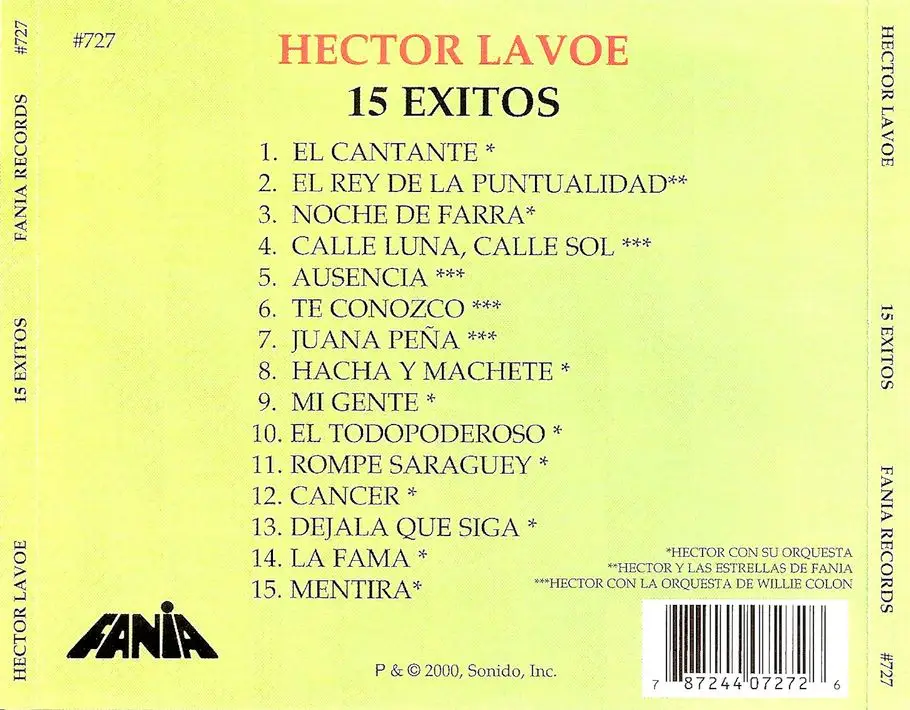 #727
FANIA RECORDS
15 EXITOS
HECTOR LAVOE
#727
HECTOR LAVOE
15 EXITOS
1. EL CANTANTE *
2. EL REY DE LA PUNTUALIDAD**
3. NOCHE DE FARRA*
4. CALLE LUNA, CALLE SOL ***
5. AUSENCIA ***
6. TE CONOZCO ***
7. JUANA PEÑA ***
8. HACHA Y MACHETE *
9. MI GENTE *
10. EL TODOPODEROSO *
11. ROMPE SARAGUEY *
12. CANCER *
13. DEJALA QUE SIGA *
14. LA FAMA *
15. MENTIRA*
*HECTOR CON SU ORQUESTA
**HECTOR Y LAS ESTRELLAS DE FANIA
***HECTOR CON LA ORQUESTA DE WILLIE COLON
FANIA
P & © 2000, Sonido, Inc.
7 87244 07272 6
HECTOR LAVOE
15 EXITOS
FANIA RECORDS
#727